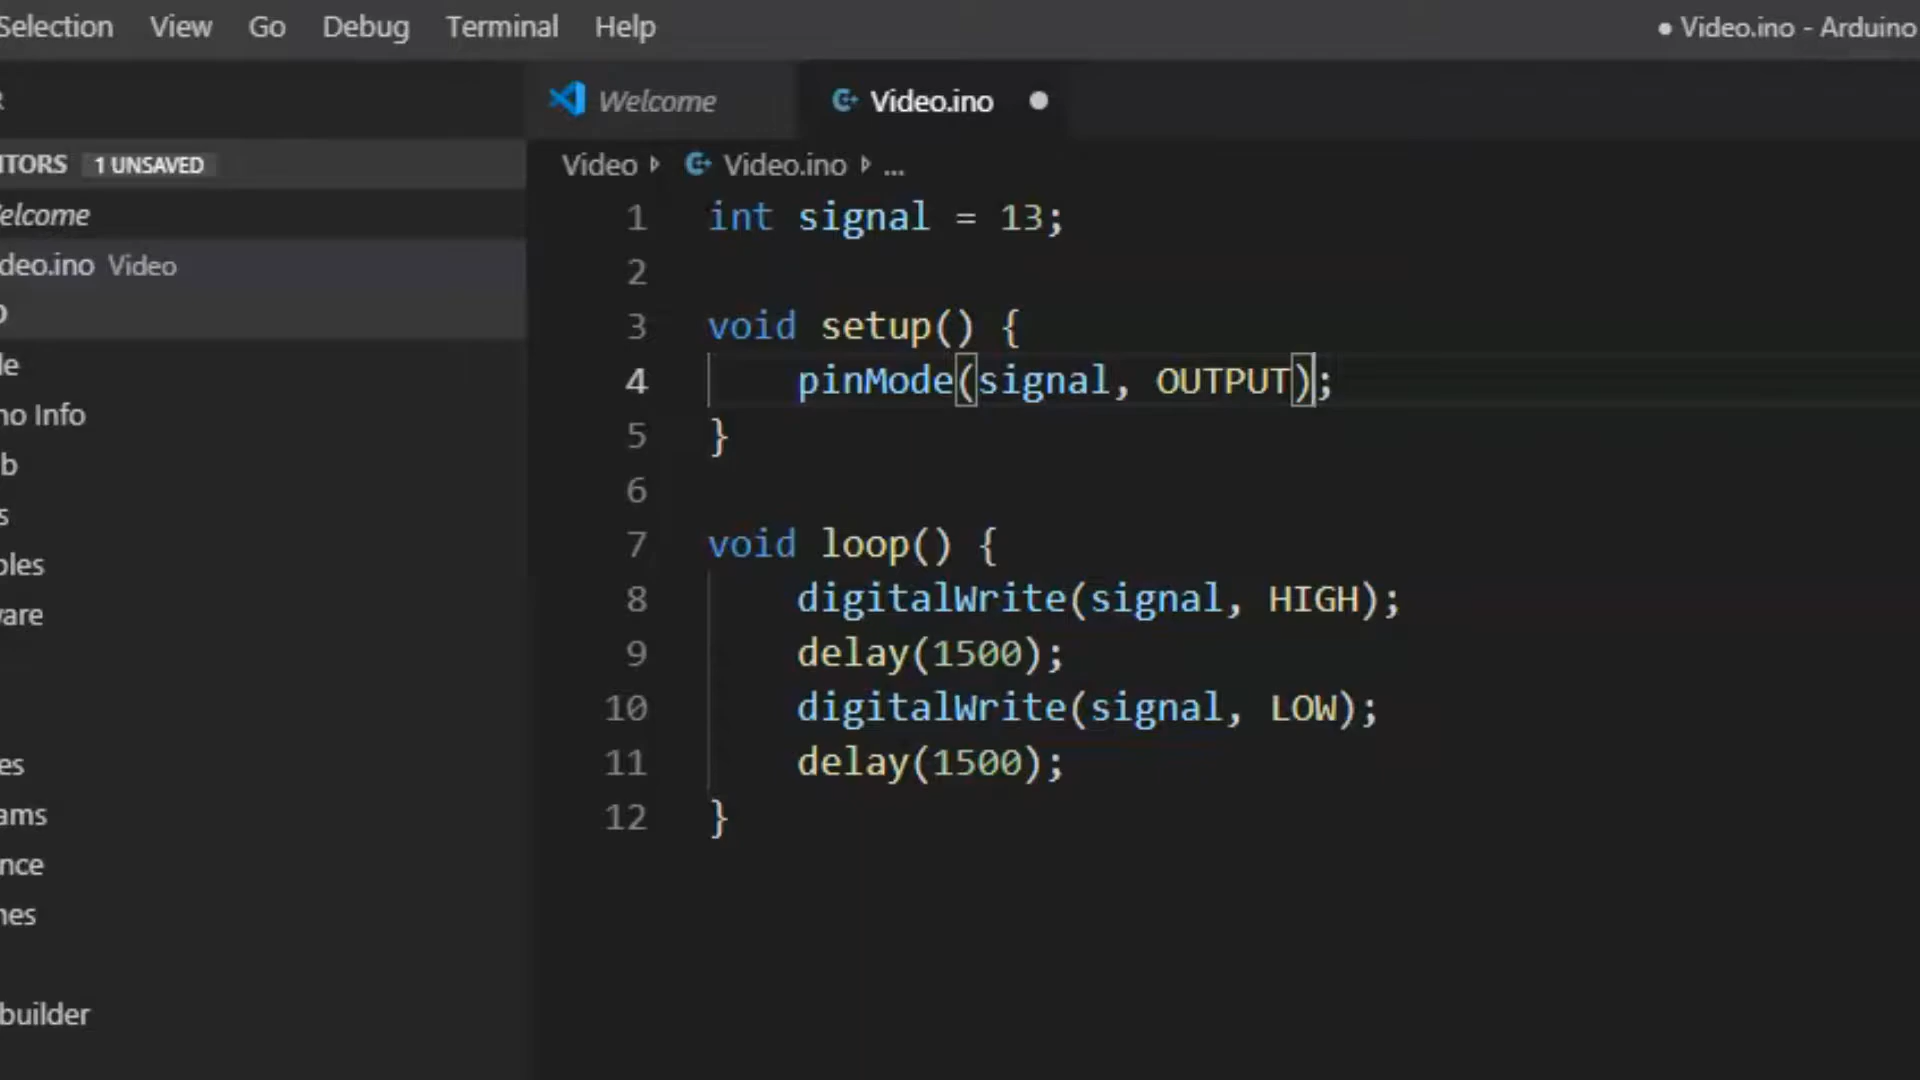 Selection View Go Debug Terminal Help ● Video.ino - Arduino
R
Welcome Video.ino ●
ITORS 1 UNSAVED
Video Video.ino ...
elcome
deo.ino Video
le
no Info
b
s
ples
are
es
ams
nce
nes
builder
1 int signal = 13;
2
3 void setup() {
4 pinMode(signal, OUTPUT);
5 }
6
7 void loop() {
8 digitalWrite(signal, HIGH);
9 delay(1500);
10 digitalWrite(signal, LOW);
11 delay(1500);
12 }